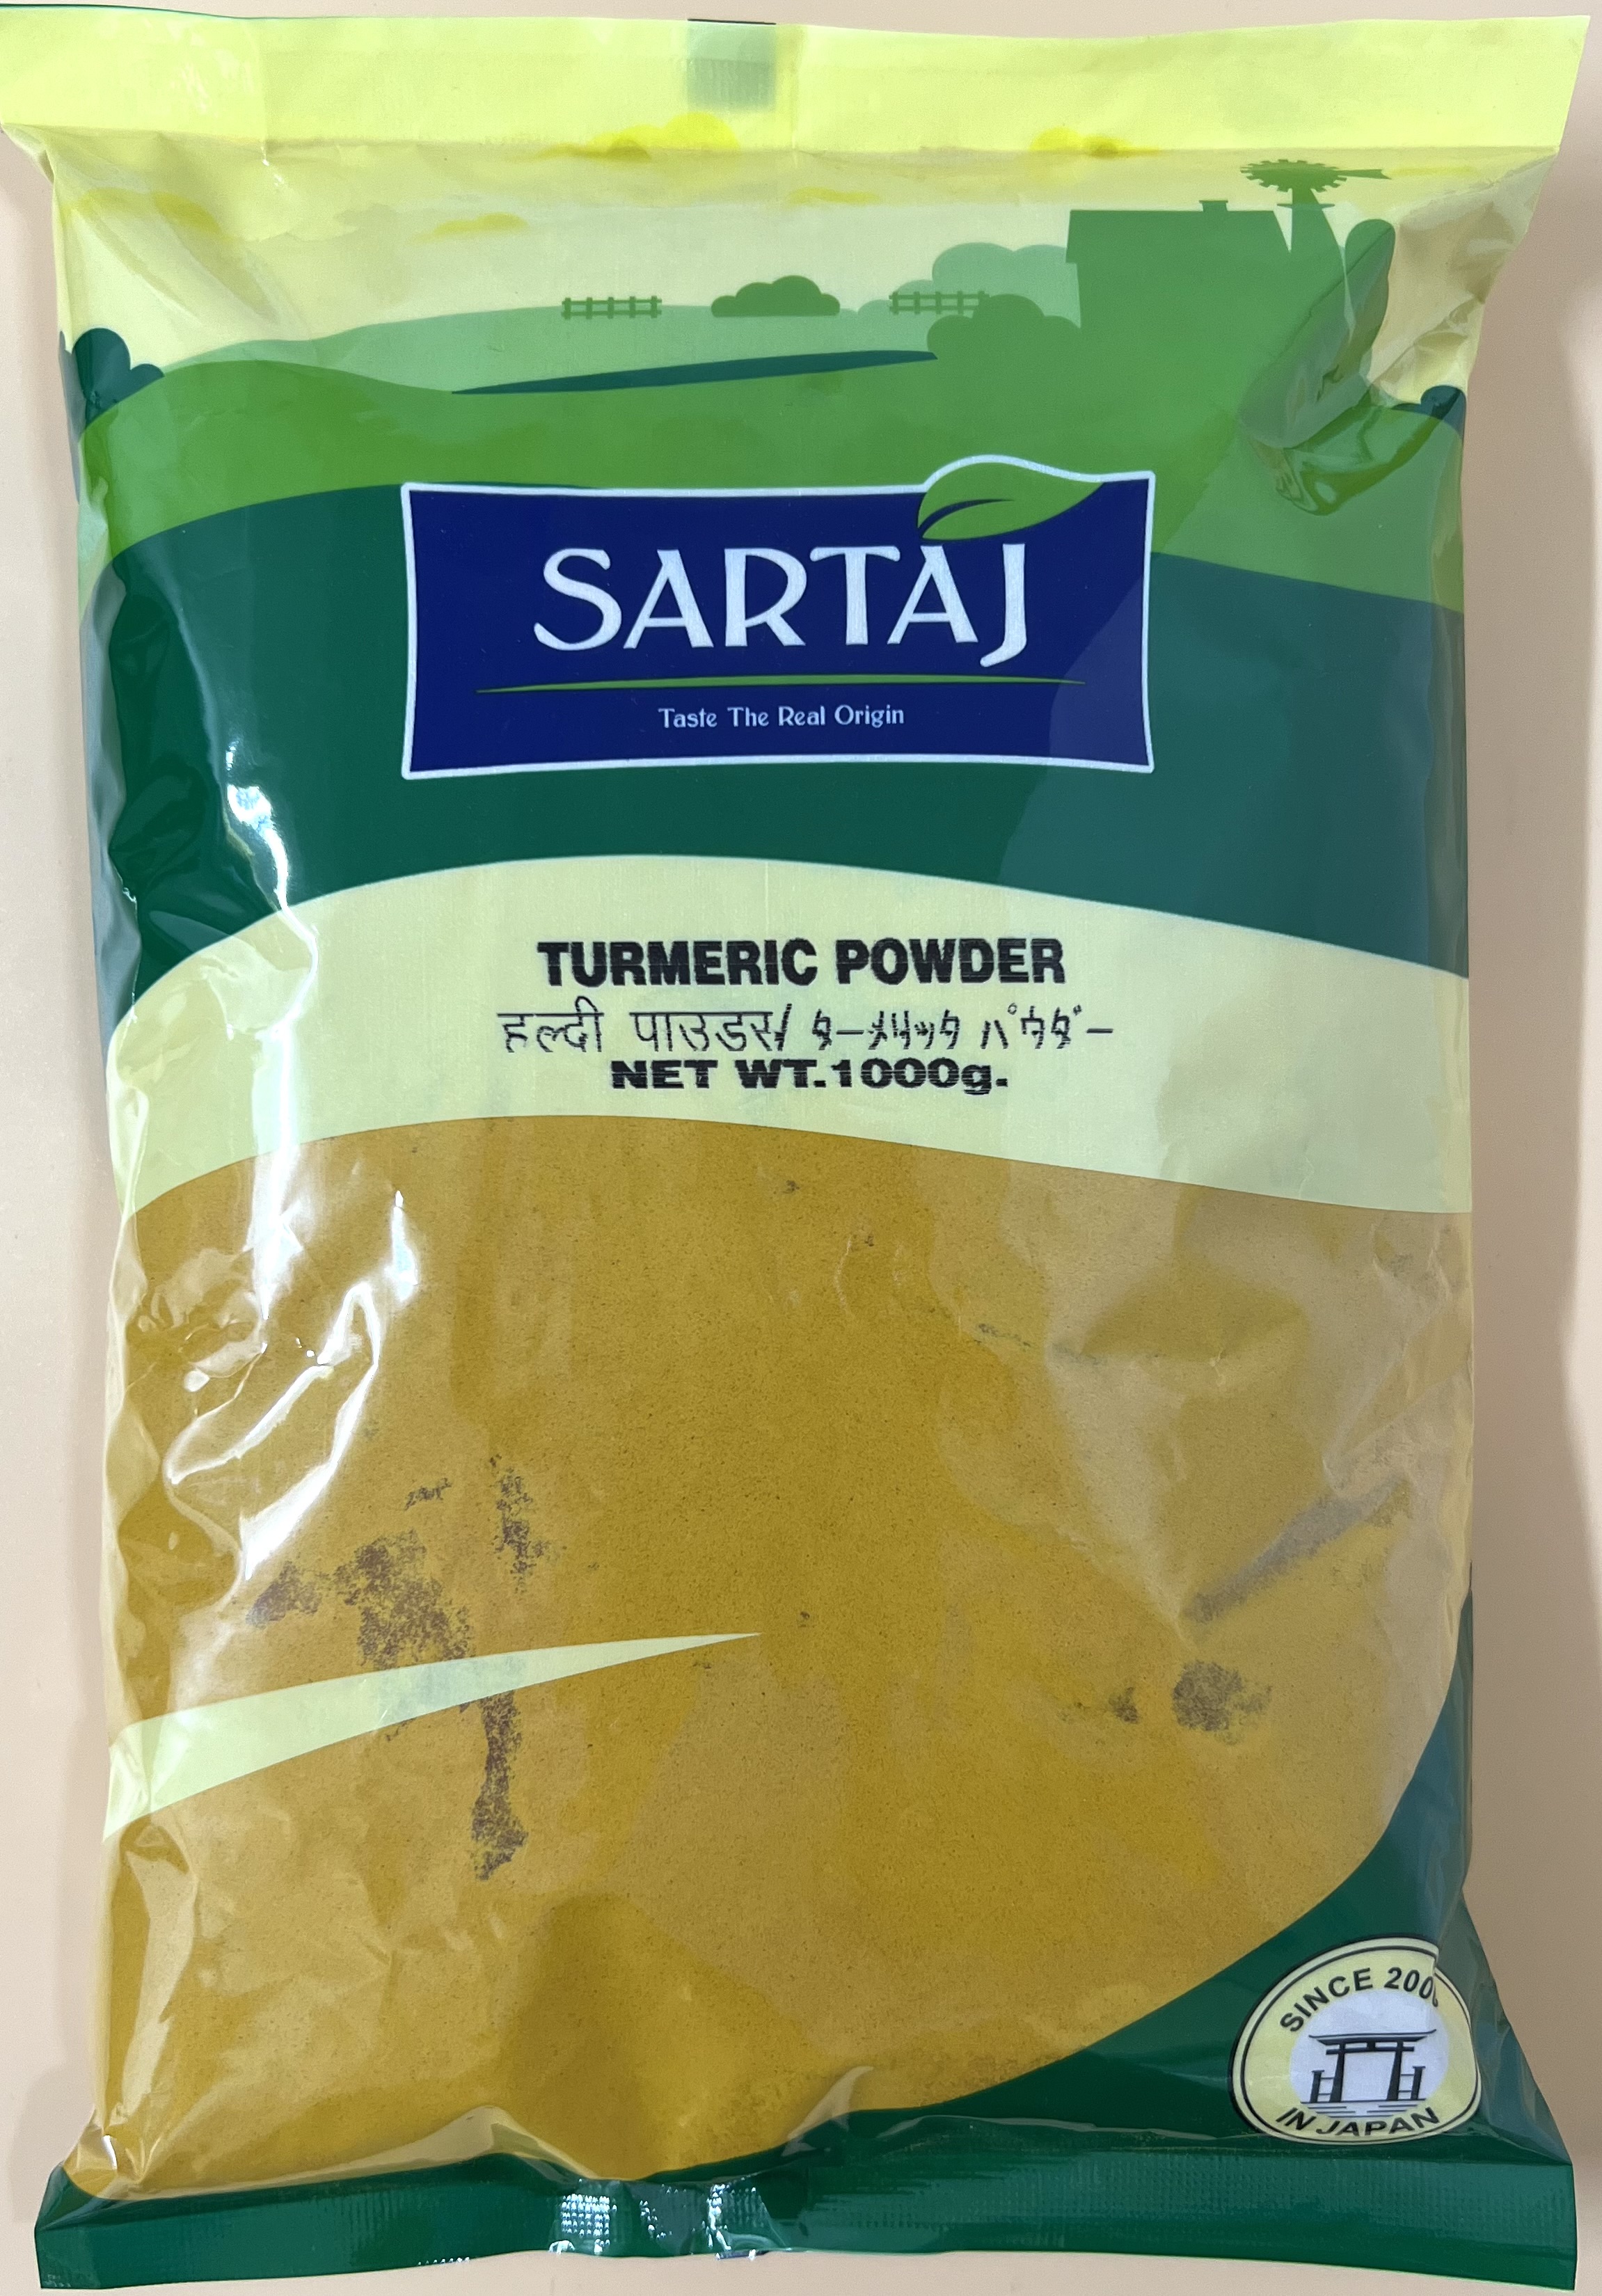 SARTAJ
Taste The Real Origin
TURMERIC POWDER
हल्दी पाउडर/ ターメリック パウダー
NET WT.1000g.
SINCE
IN JAPAN